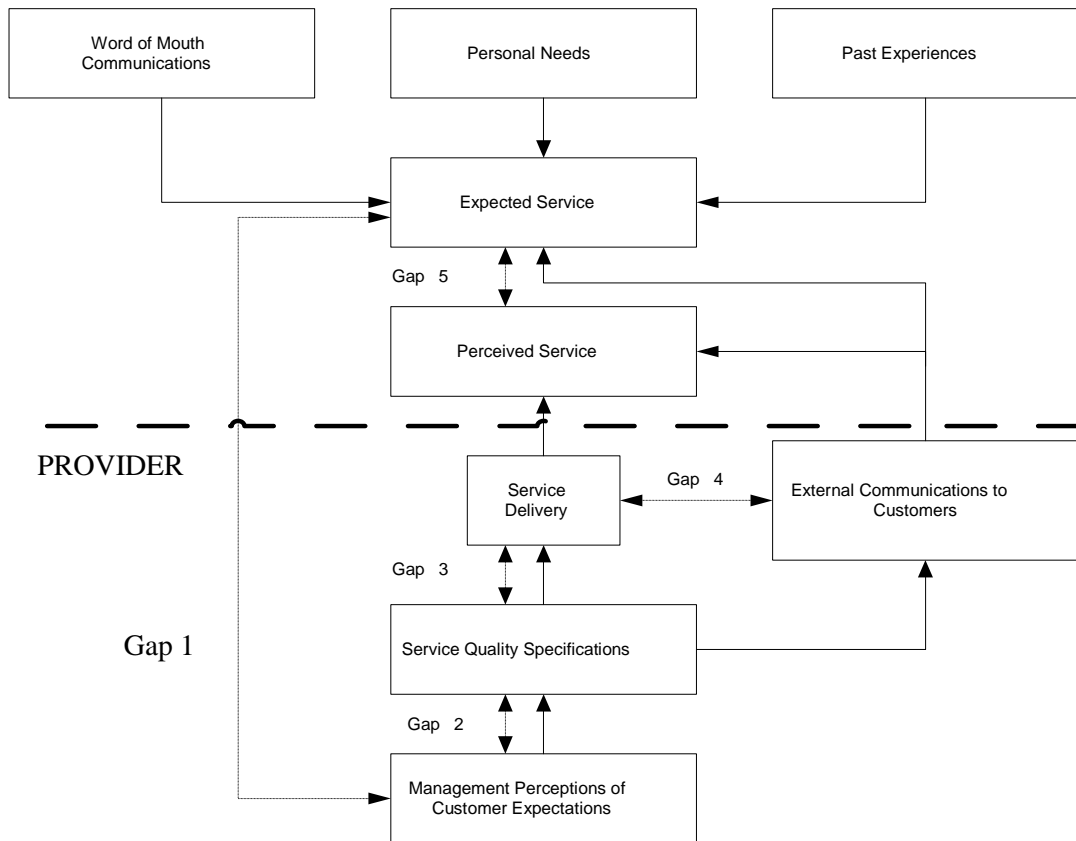 Word of Mouth
Communications
Personal Needs
Past Experiences
Expected Service
Gap 5
Perceived Service
PROVIDER
Service
Delivery
Gap 4
External Communications to
Customers
Gap 3
Gap 1
Service Quality Specifications
Gap 2
Management Perceptions of
Customer Expectations